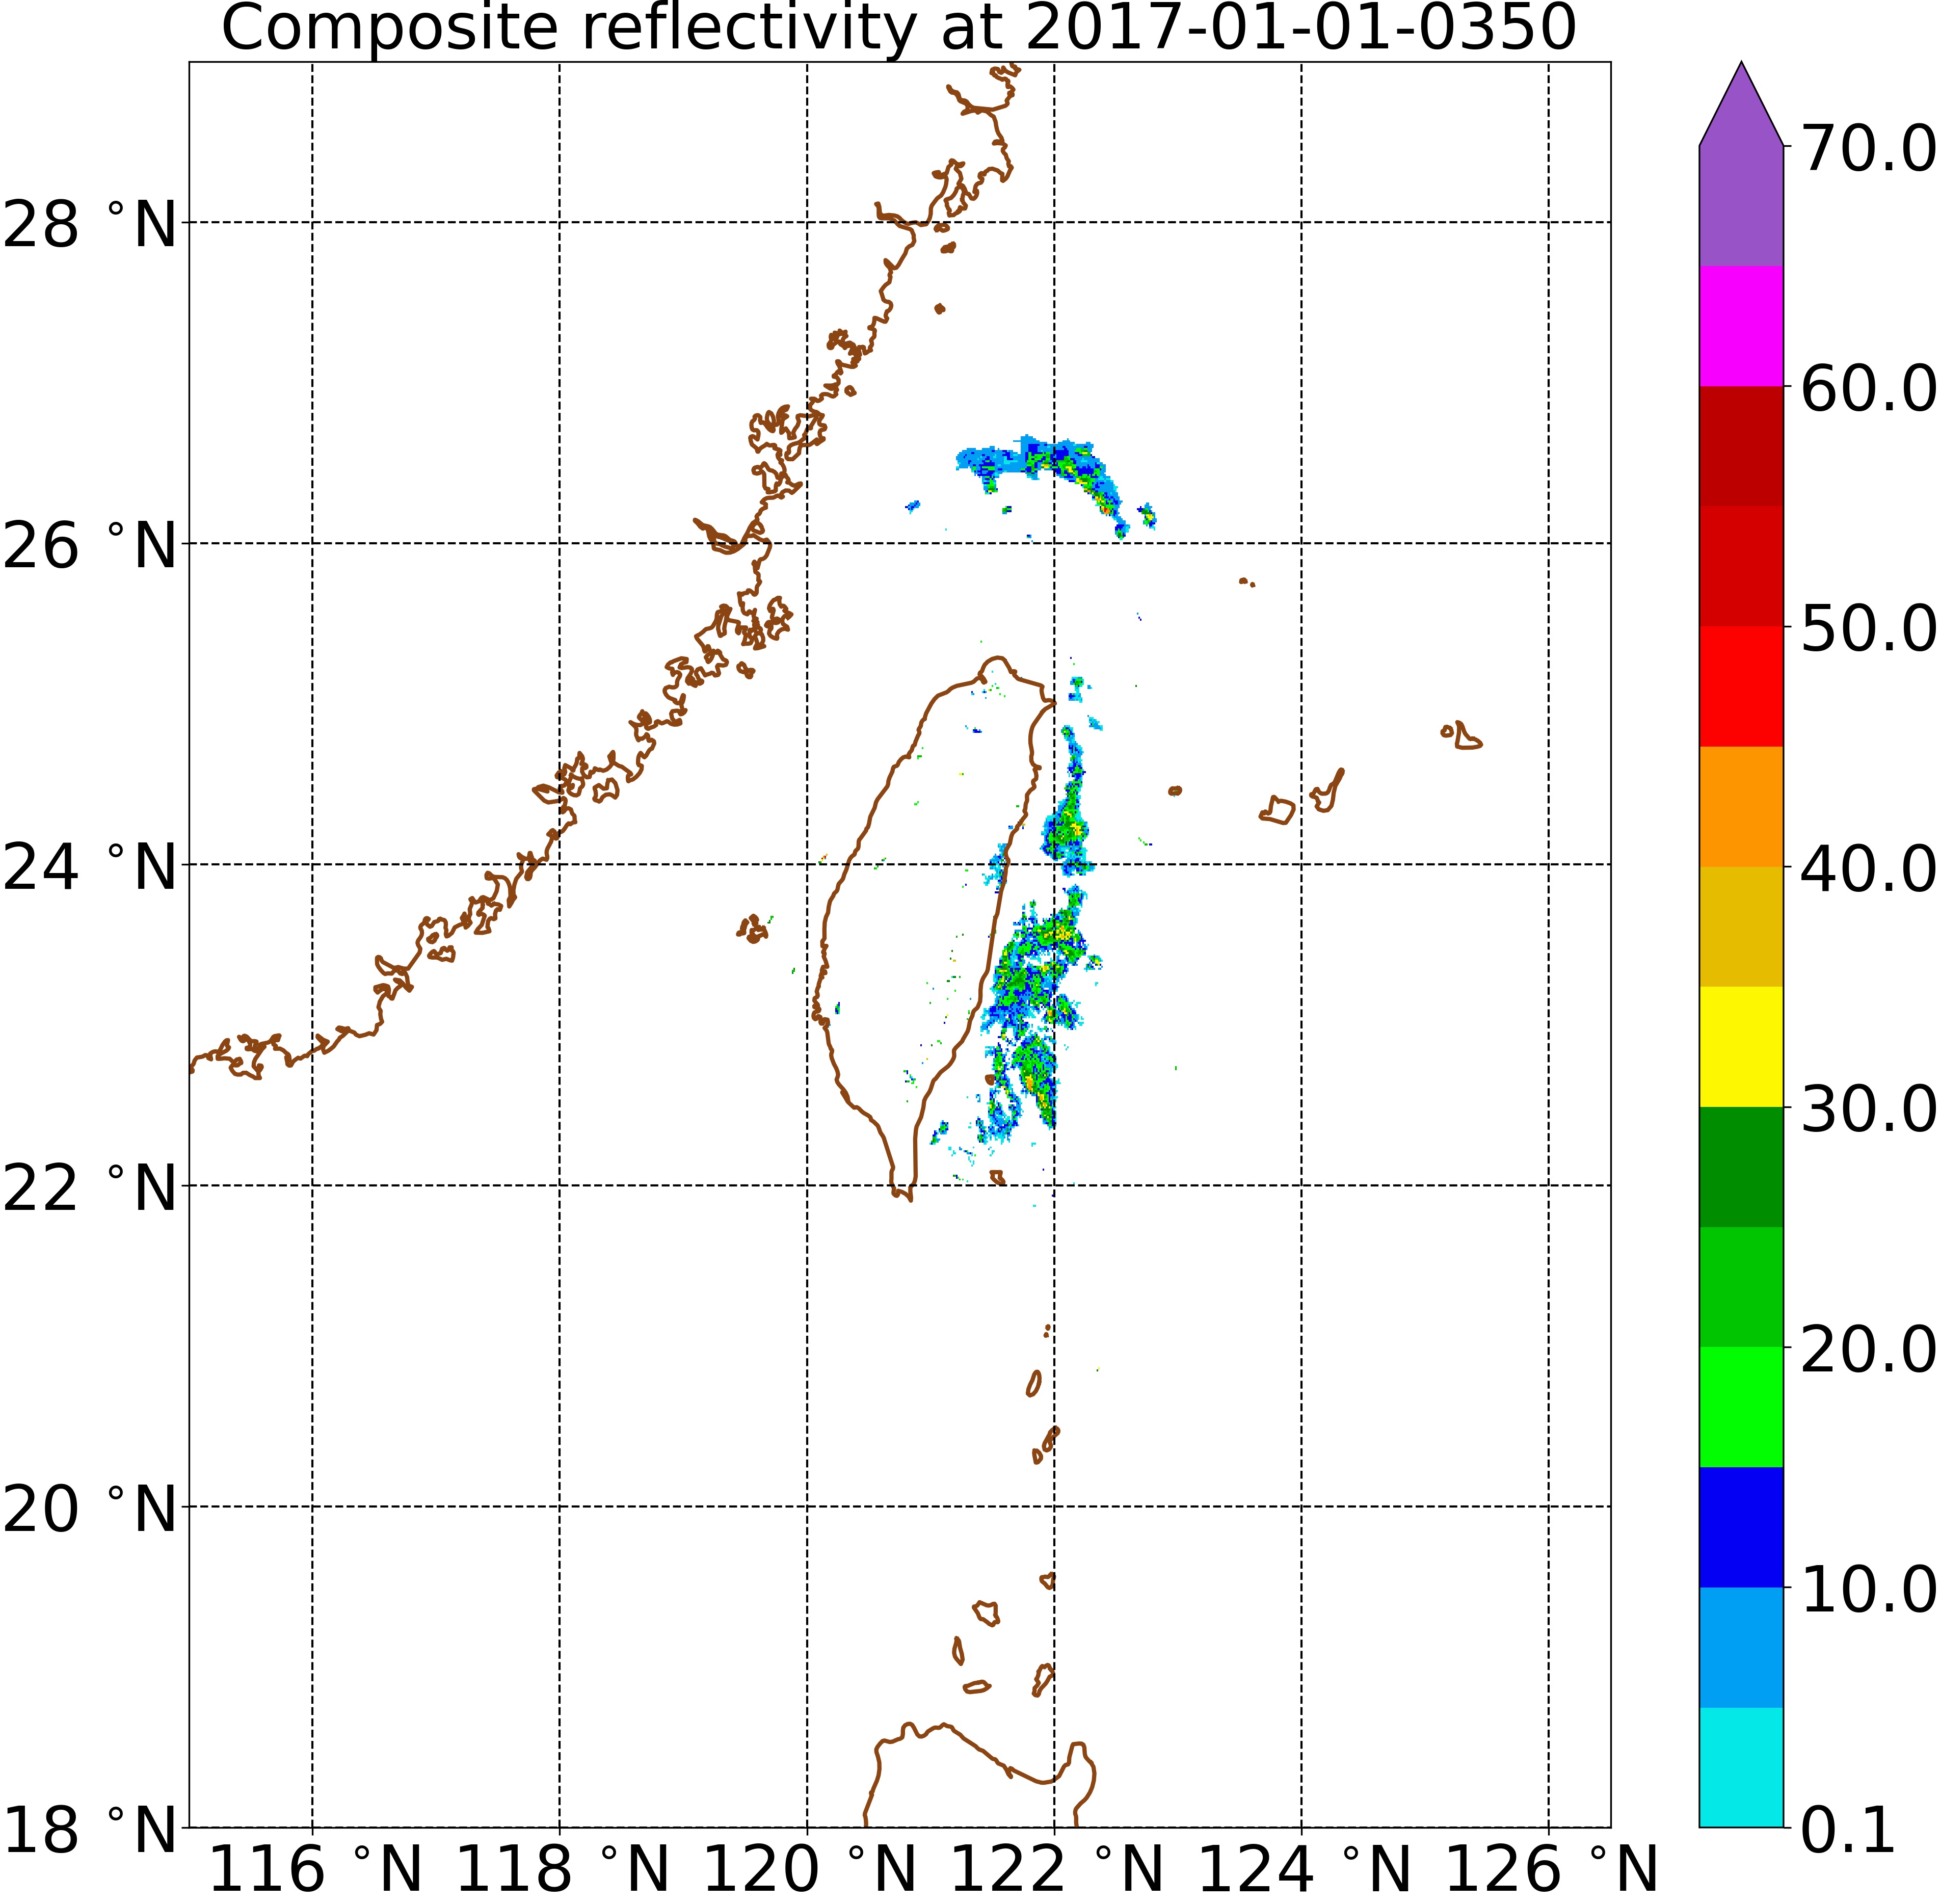 Composite reflectivity at 2017-01-01-0350
28 °N
26 °N
24 °N
22 °N
20 °N
18 °N
116 °N 118 °N 120 °N 122 °N 124 °N 126 °N
70.0
60.0
50.0
40.0
30.0
20.0
10.0
0.1